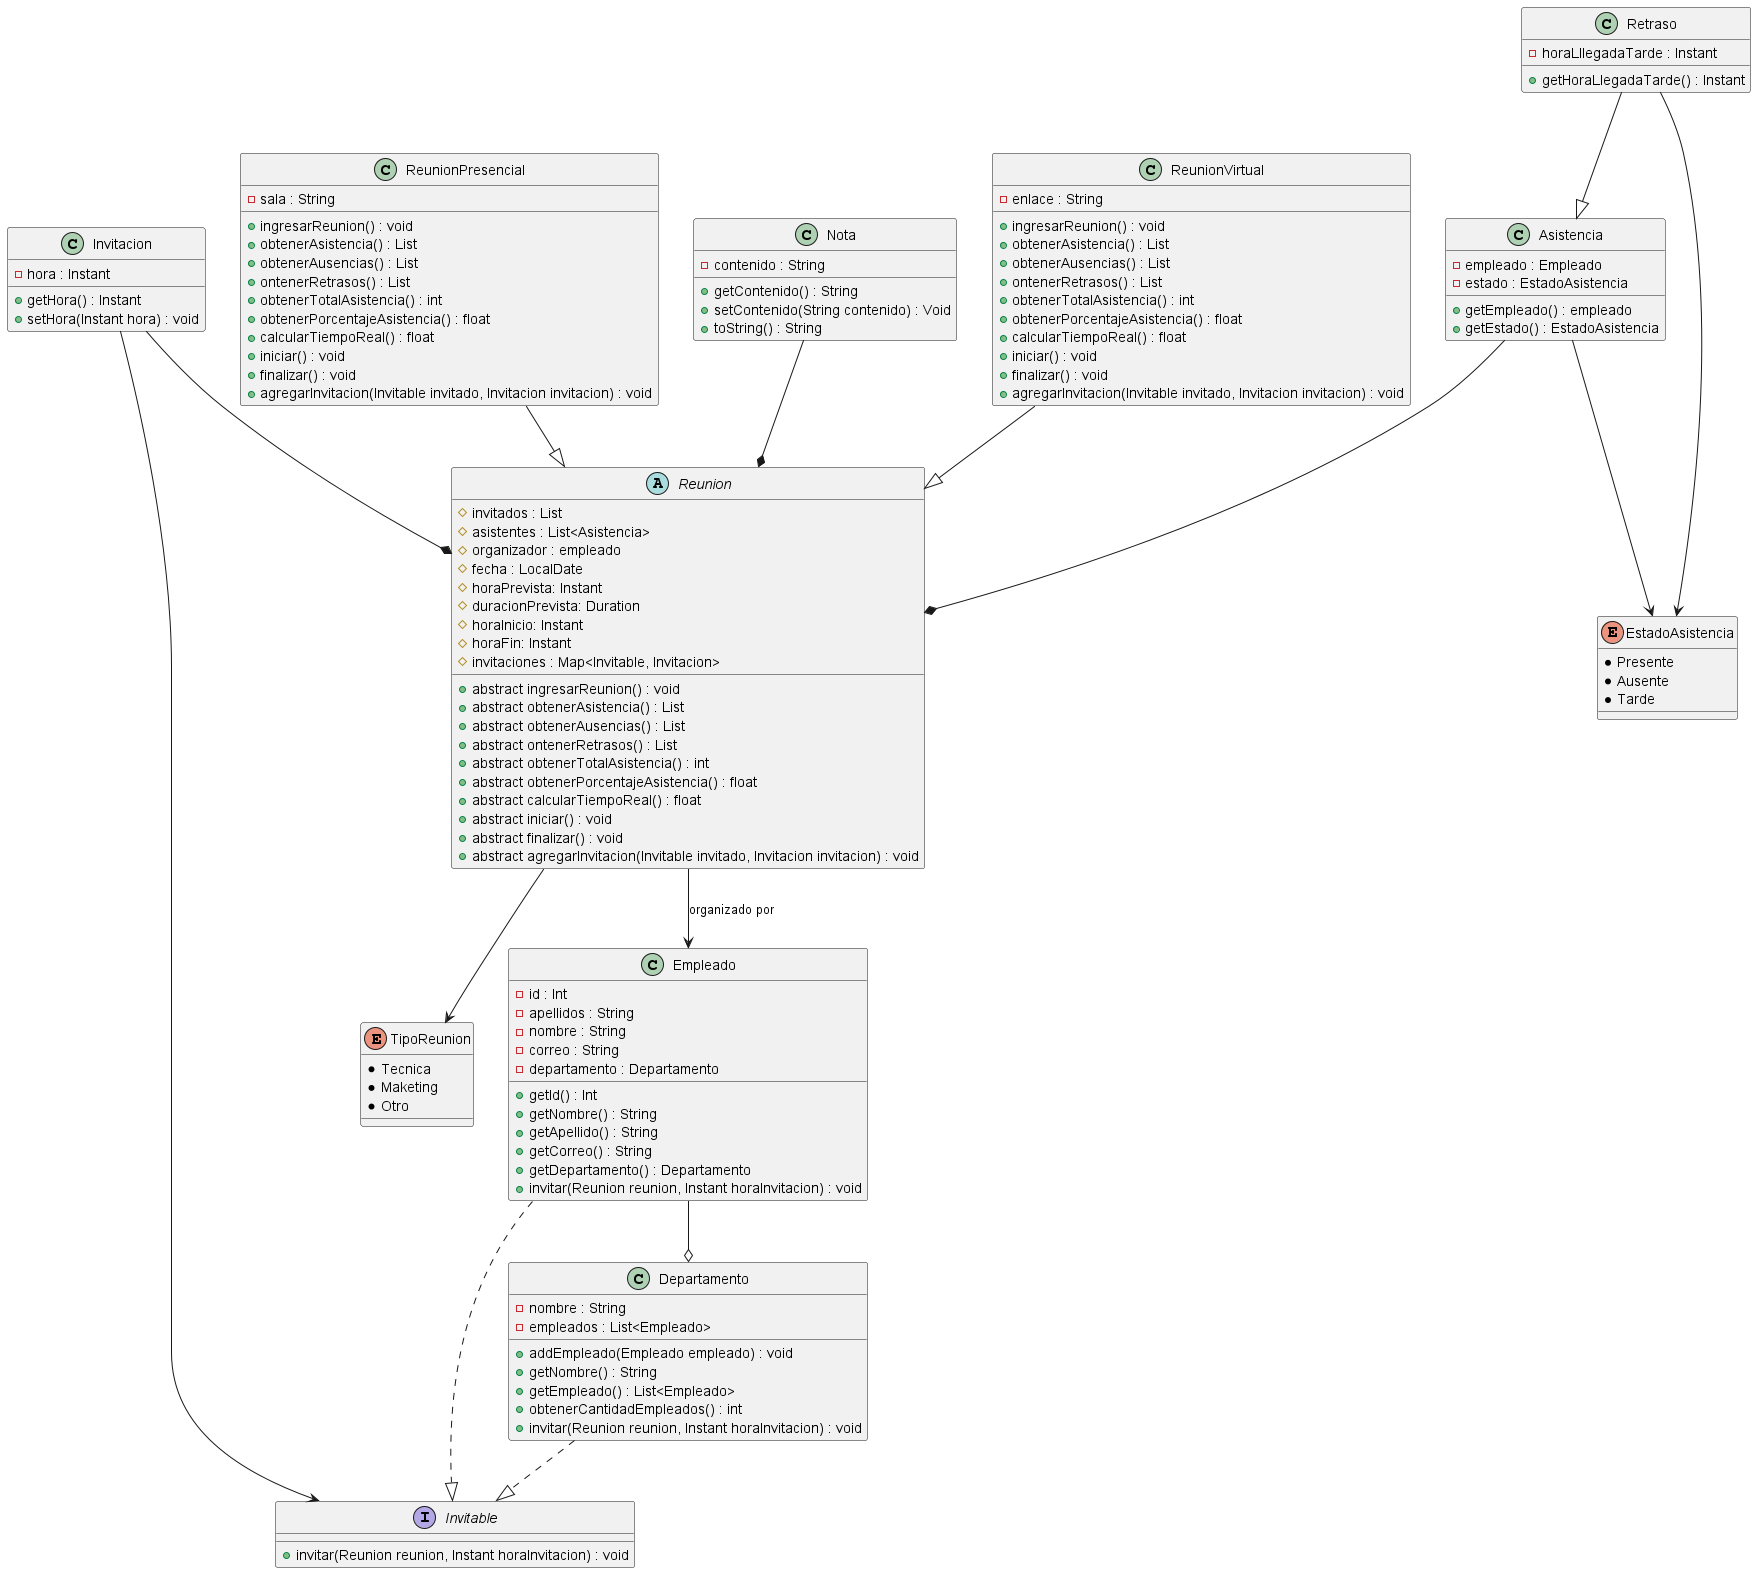 C Retraso
horaLllegadaTarde : Instant
getHoraLlegadaTarde() : Instant
C ReunionPresencial
sala : String
ingresarReunion() : void
obtenerAsistencia() : List
obtenerAusencias() : List
ontenerRetrasos() : List
obtenerTotalAsistencia() : int
obtenerPorcentajeAsistencia() : float
calcularTiempoReal() : float
iniciar() : void
finalizar() : void
agregarInvitacion(Invitable invitado, Invitacion invitacion) : void
C ReunionVirtual
enlace : String
ingresarReunion() : void
obtenerAsistencia() : List
obtenerAusencias() : List
ontenerRetrasos() : List
obtenerTotalAsistencia() : int
obtenerPorcentajeAsistencia() : float
calcularTiempoReal() : float
iniciar() : void
finalizar() : void
agregarInvitacion(Invitable invitado, Invitacion invitacion) : void
C Invitacion
hora : Instant
getHora() : Instant
setHora(Instant hora) : void
C Nota
contenido : String
getContenido() : String
setContenido(String contenido) : Void
toString() : String
C Asistencia
empleado : Empleado
estado : EstadoAsistencia
getEmpleado() : empleado
getEstado() : EstadoAsistencia
A Reunion
invitados : List
asistentes : List<Asistencia>
organizador : empleado
fecha : LocalDate
horaPrevista: Instant
duracionPrevista: Duration
horaInicio: Instant
horaFin: Instant
invitaciones : Map<Invitable, Invitacion>
abstract ingresarReunion() : void
abstract obtenerAsistencia() : List
abstract obtenerAusencias() : List
abstract ontenerRetrasos() : List
abstract obtenerTotalAsistencia() : int
abstract obtenerPorcentajeAsistencia() : float
abstract calcularTiempoReal() : float
abstract iniciar() : void
abstract finalizar() : void
abstract agregarInvitacion(Invitable invitado, Invitacion invitacion) : void
E EstadoAsistencia
Presente
Ausente
Tarde
organizado por
E TipoReunion
Tecnica
Maketing
Otro
C Empleado
id : Int
apellidos : String
nombre : String
correo : String
departamento : Departamento
getId() : Int
getNombre() : String
getApellido() : String
getCorreo() : String
getDepartamento() : Departamento
invitar(Reunion reunion, Instant horaInvitacion) : void
C Departamento
nombre : String
empleados : List<Empleado>
addEmpleado(Empleado empleado) : void
getNombre() : String
getEmpleado() : List<Empleado>
obtenerCantidadEmpleados() : int
invitar(Reunion reunion, Instant horaInvitacion) : void
I Invitable
invitar(Reunion reunion, Instant horaInvitacion) : void